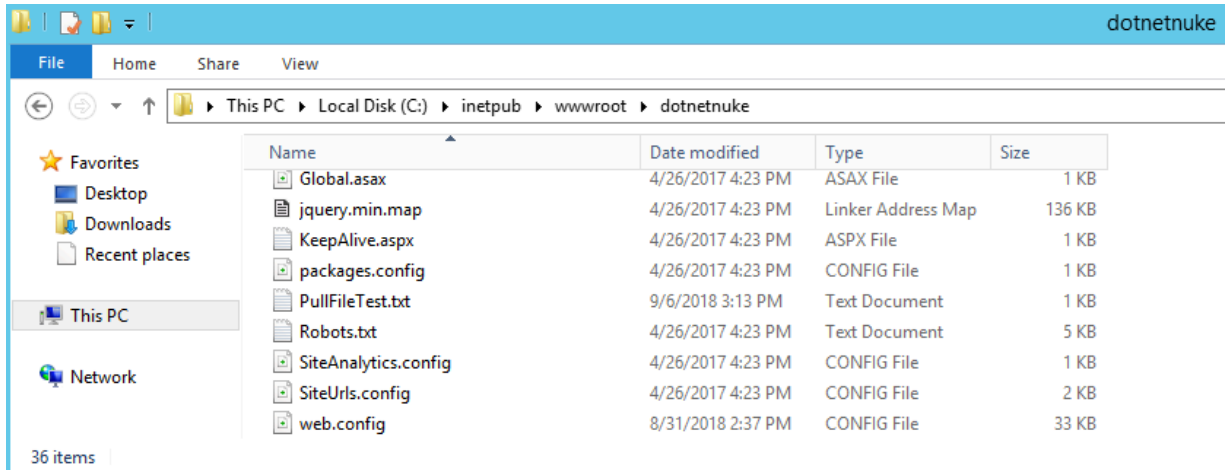 dotnetnuke
File Home Share View
This PC Local Disk (C:) inetpub wwwroot dotnetnuke
Name Date modified Type Size
Favorites
Desktop
Downloads
Recent places
This PC
Network
Global.asax 4/26/2017 4:23 PM ASAX File 1 KB
jquery.min.map 4/26/2017 4:23 PM Linker Address Map 136 KB
KeepAlive.aspx 4/26/2017 4:23 PM ASPX File 1 KB
packages.config 4/26/2017 4:23 PM CONFIG File 1 KB
PullFileTest.txt 9/6/2018 3:13 PM Text Document 1 KB
Robots.txt 4/26/2017 4:23 PM Text Document 5 KB
SiteAnalytics.config 4/26/2017 4:23 PM CONFIG File 1 KB
SiteUrls.config 4/26/2017 4:23 PM CONFIG File 2 KB
web.config 8/31/2018 2:37 PM CONFIG File 33 KB
36 items